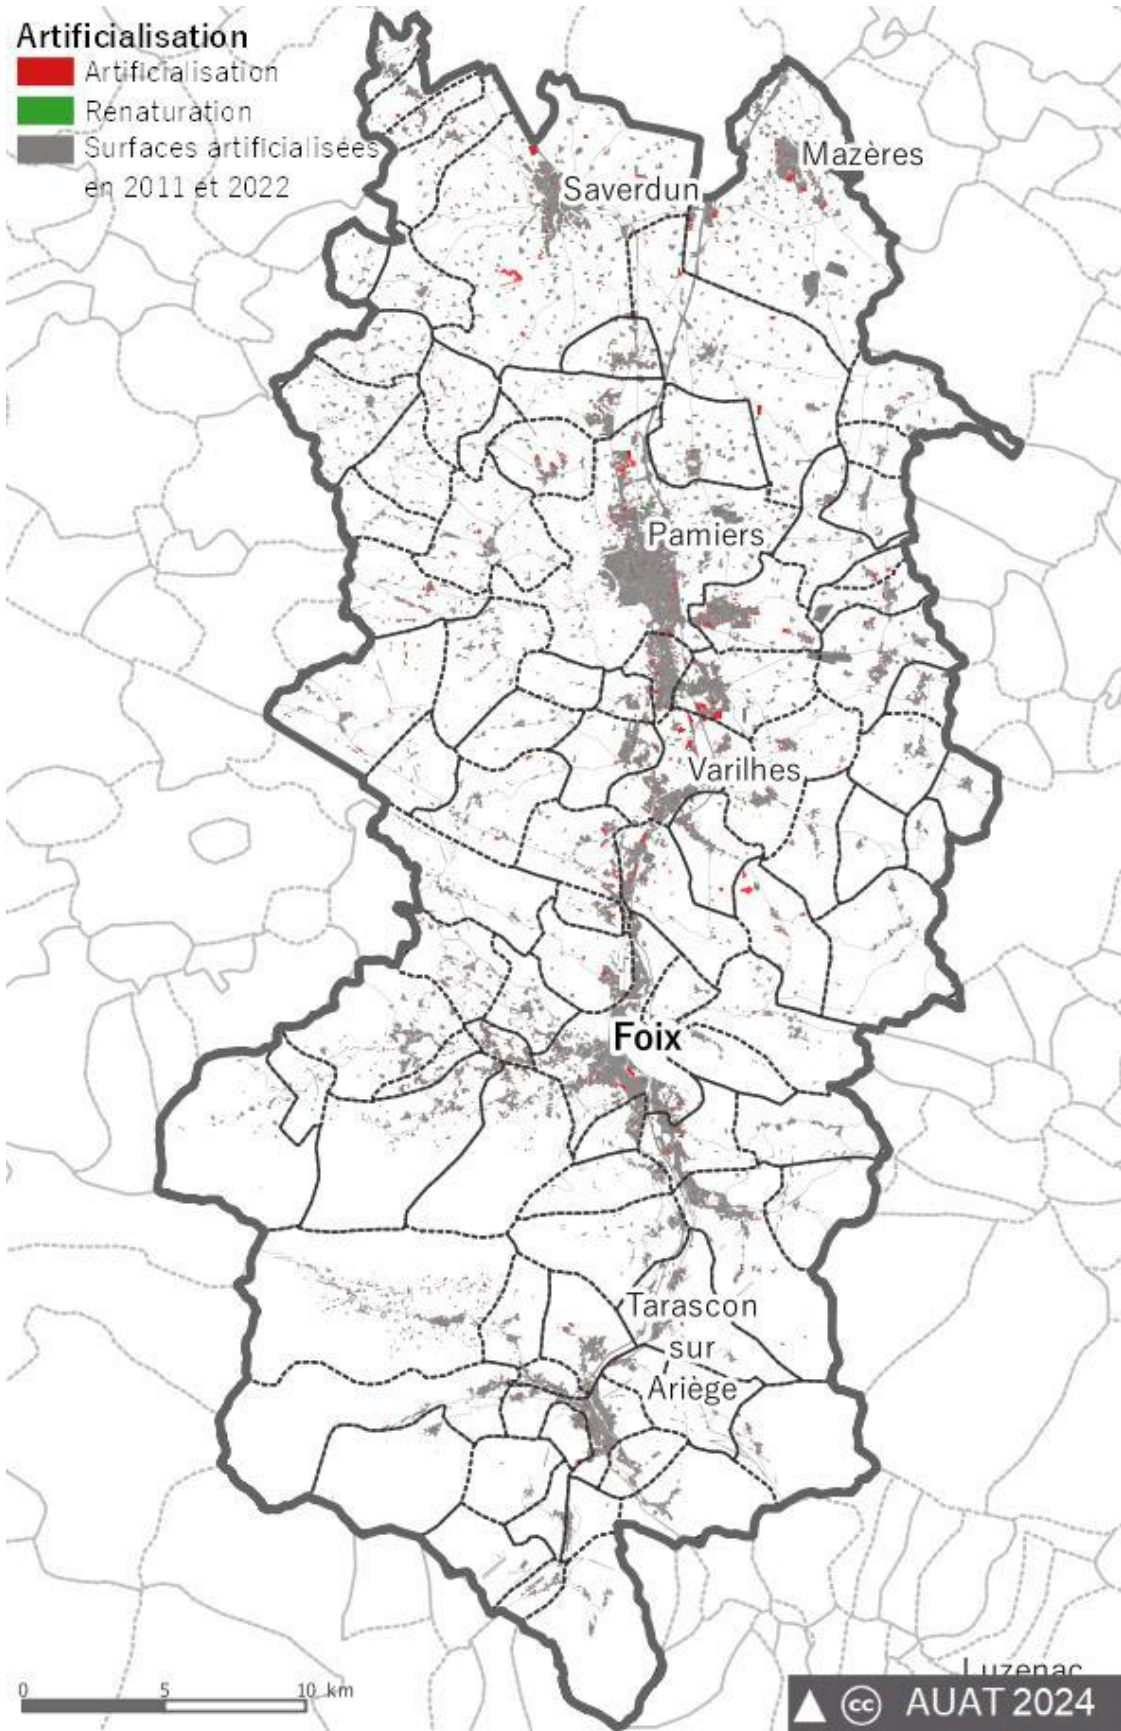 Artificialisation
Artificialisation
Rénaturation
Surfaces artificialisées
en 2011 et 2022
Mazères
Saverdun
Pamiers
Varilhes
Foix
Tarascon
sur
Ariège
Luzenac
0 5 10 km
cc AUAT 2024